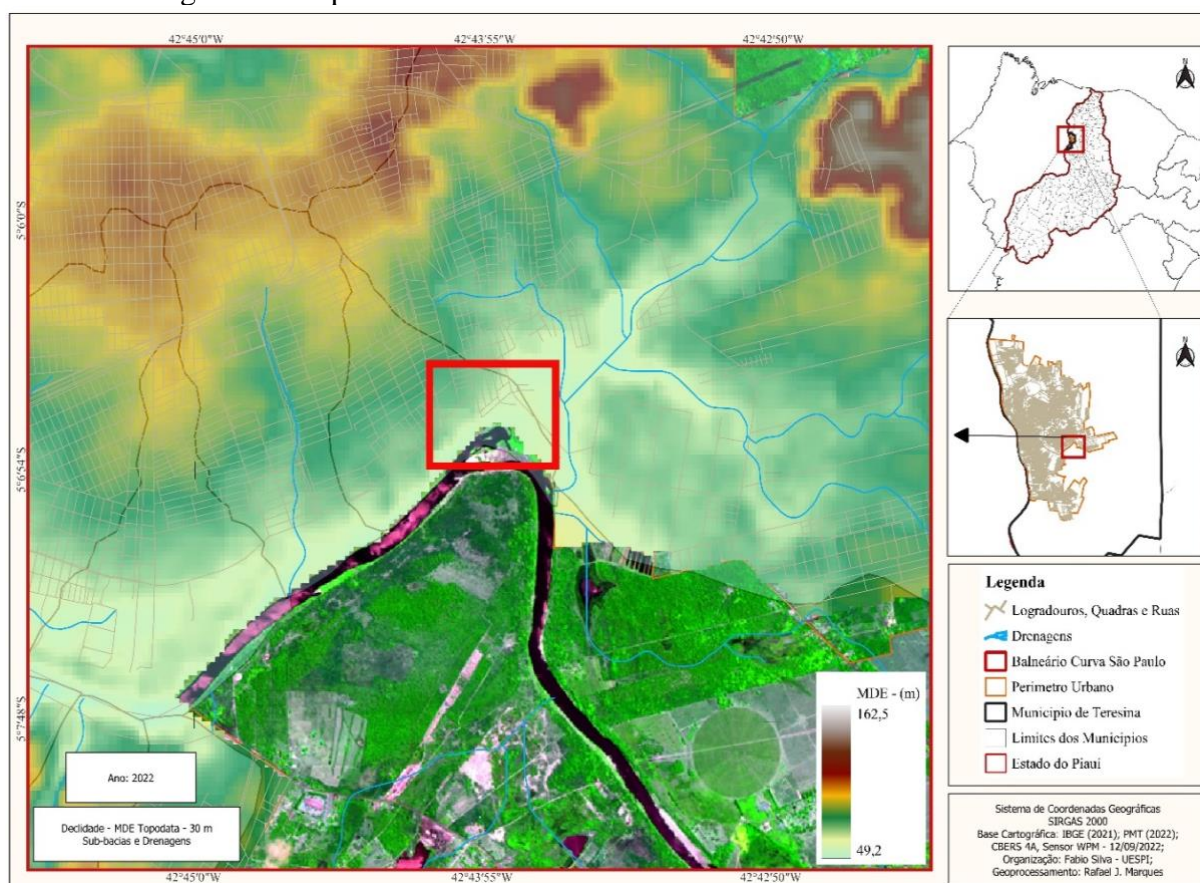 42°45'0"W
42°43'55"W
42°42'50"W
5°6'0"S
5°6'54"S
5°7'48"S
MDE - (m)
162,5
49,2
Ano: 2022
Declidade - MDE Topodata - 30 m
Sub-bacias e Drenagens
42°45'0"W
42°43'55"W
42°42'50"W
N
N
Legenda
Logradouros, Quadras e Ruas
Drenagens
Balneário Curva São Paulo
Perimetro Urbano
Municipio de Teresina
Limites dos Municípios
Estado do Piaui
Sistema de Coordenadas Geográficas
SIRGAS 2000
Base Cartográfica: IBGE (2021); PMT (2022);
CBERS 4A, Sensor WPM - 12/09/2022;
Organização: Fabio Silva - UESPI;
Geoprocessamento: Rafael J. Marques